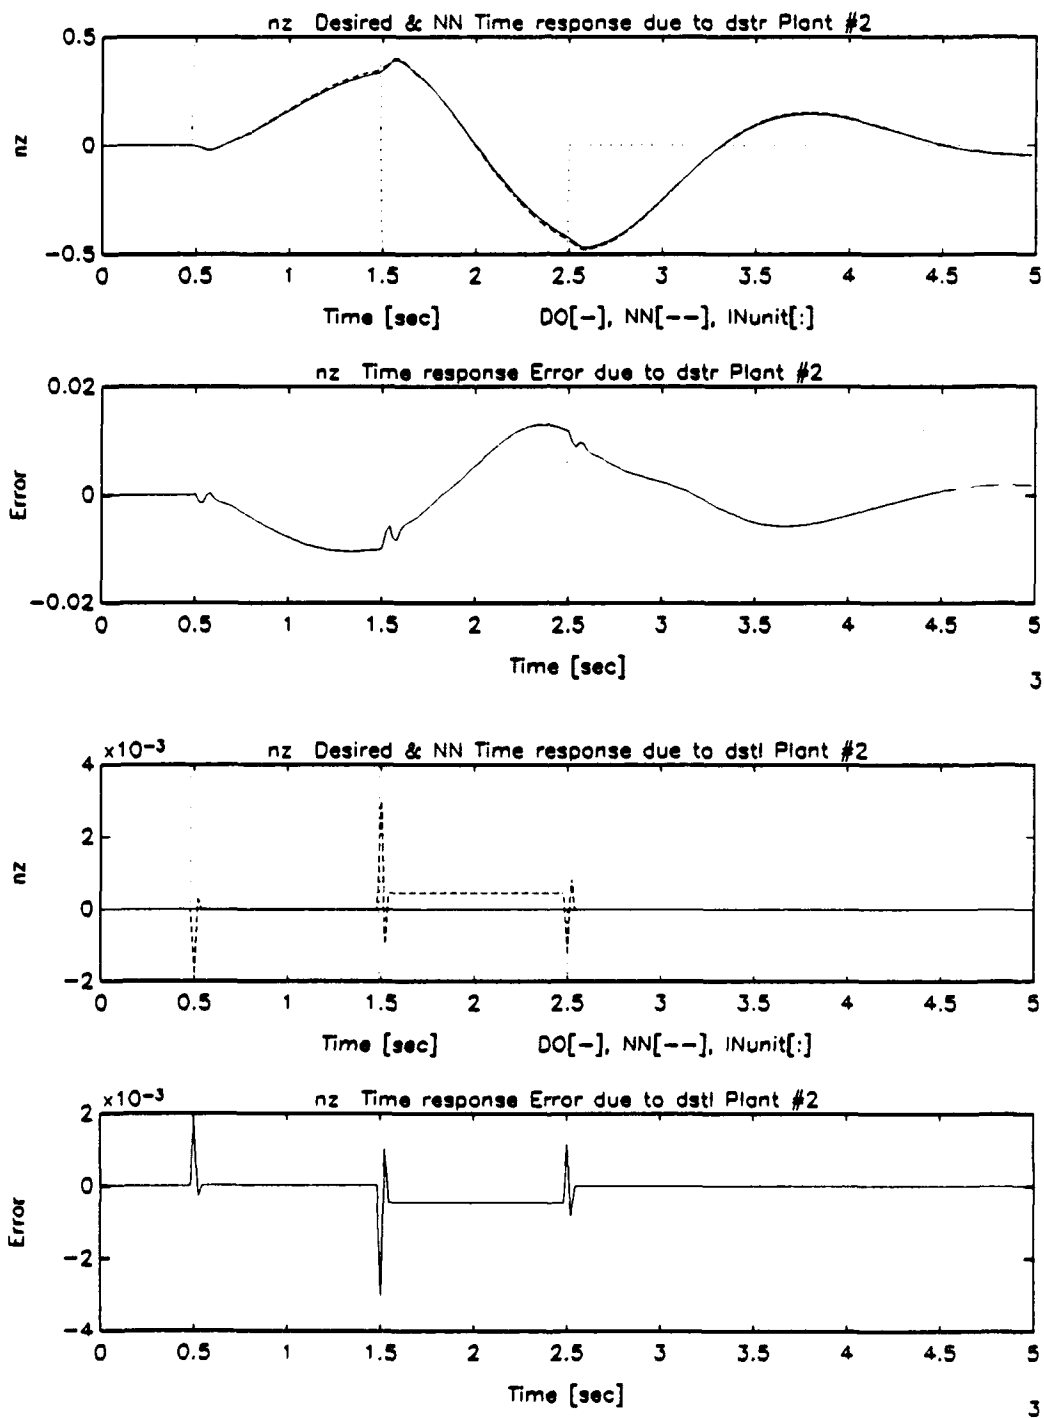 nz Desired & NN Time response due to dstr Plant #2
0.5
0
-0.5
nz
0 0.5 1 1.5 2 2.5 3 3.5 4 4.5 5
Time [sec] DO[-], NN[--], INunit[:]
nz Time response Error due to dstr Plant #2
0.02
0
-0.02
Error
0 0.5 1 1.5 2 2.5 3 3.5 4 4.5 5
Time [sec]
3
x10-3 nz Desired & NN Time response due to dstl Plant #2
4
2
0
-2
nz
0 0.5 1 1.5 2 2.5 3 3.5 4 4.5 5
Time [sec] DO[-], NN[--], INunit[:]
x10-3 nz Time response Error due to dstl Plant #2
2
0
-2
-4
Error
0 0.5 1 1.5 2 2.5 3 3.5 4 4.5 5
Time [sec]
3